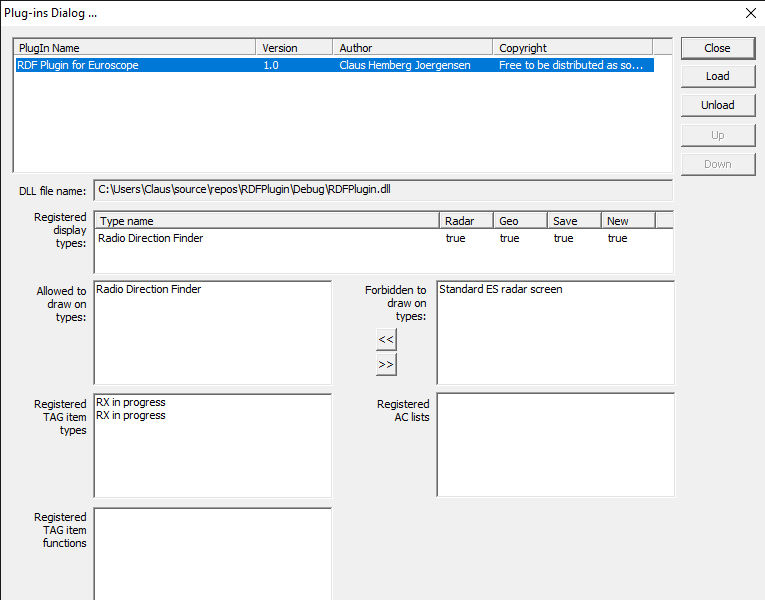 Plug-ins Dialog ...
PlugIn Name Version Author Copyright
RDF Plugin for Euroscope 1.0 Claus Hemberg Joergensen Free to be distributed as so...
Close
Load
Unload
Up
Down
DLL file name: C:\Users\Claus\source\repos\RDFPlugin\Debug\RDFPlugin.dll
Registered
display
types:
Type name Radar Geo Save New
Radio Direction Finder true true true true
Allowed to
draw on
types:
Radio Direction Finder
Forbidden to
draw on
types:
<<
>>
Standard ES radar screen
Registered
TAG item
types
RX in progress
RX in progress
Registered
AC lists
Registered
TAG item
functions